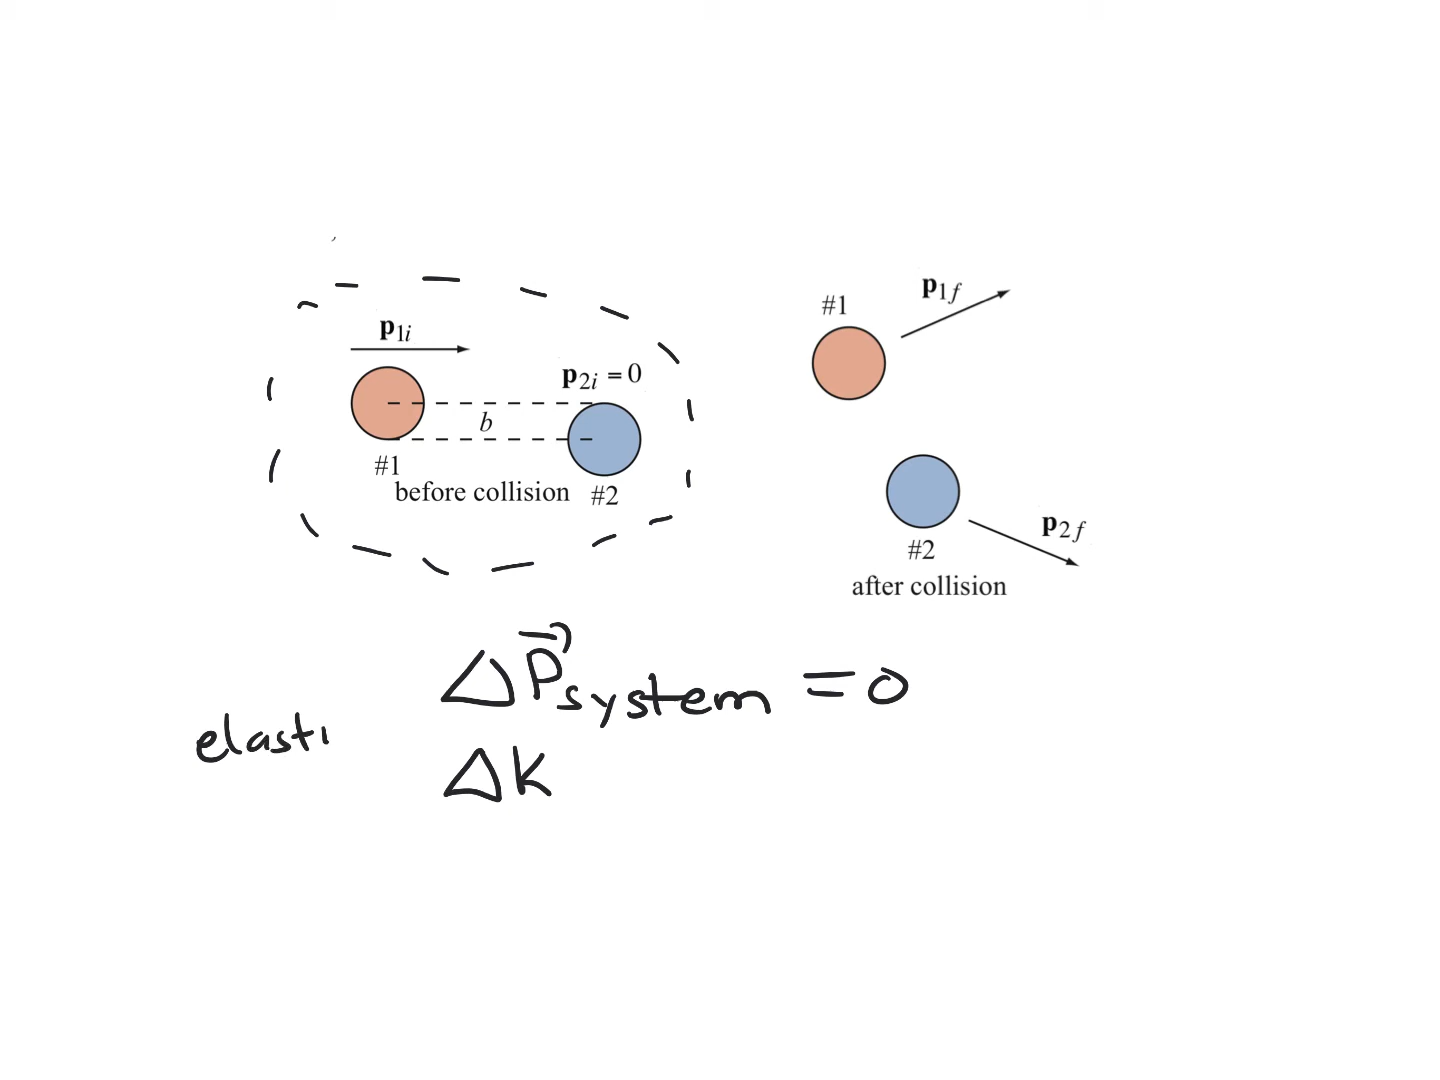 p1i
p2i = 0
b
#1
before collision
#2
#1
p1f
#2
p2f
after collision
ΔP⃗system = 0
elasti
ΔK